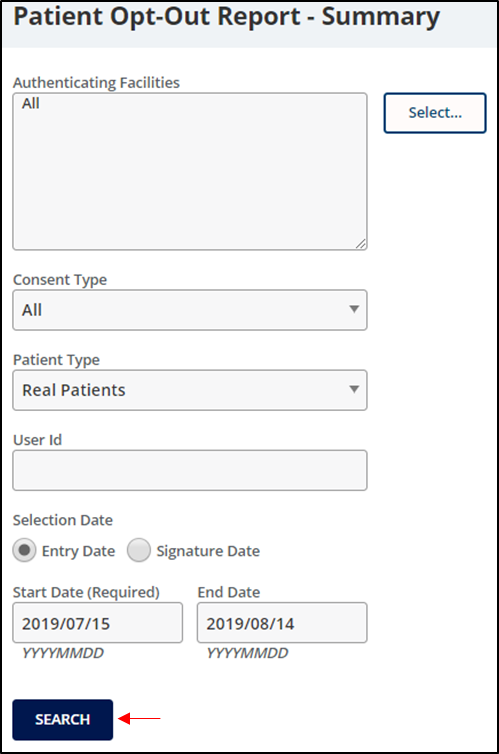 Patient Opt-Out Report - Summary
Authenticating Facilities
All
Select...
Consent Type
All
Patient Type
Real Patients
User Id
Selection Date
Entry Date Signature Date
Start Date (Required) End Date
2019/07/15 2019/08/14
YYYYMMDD YYYYMMDD
SEARCH